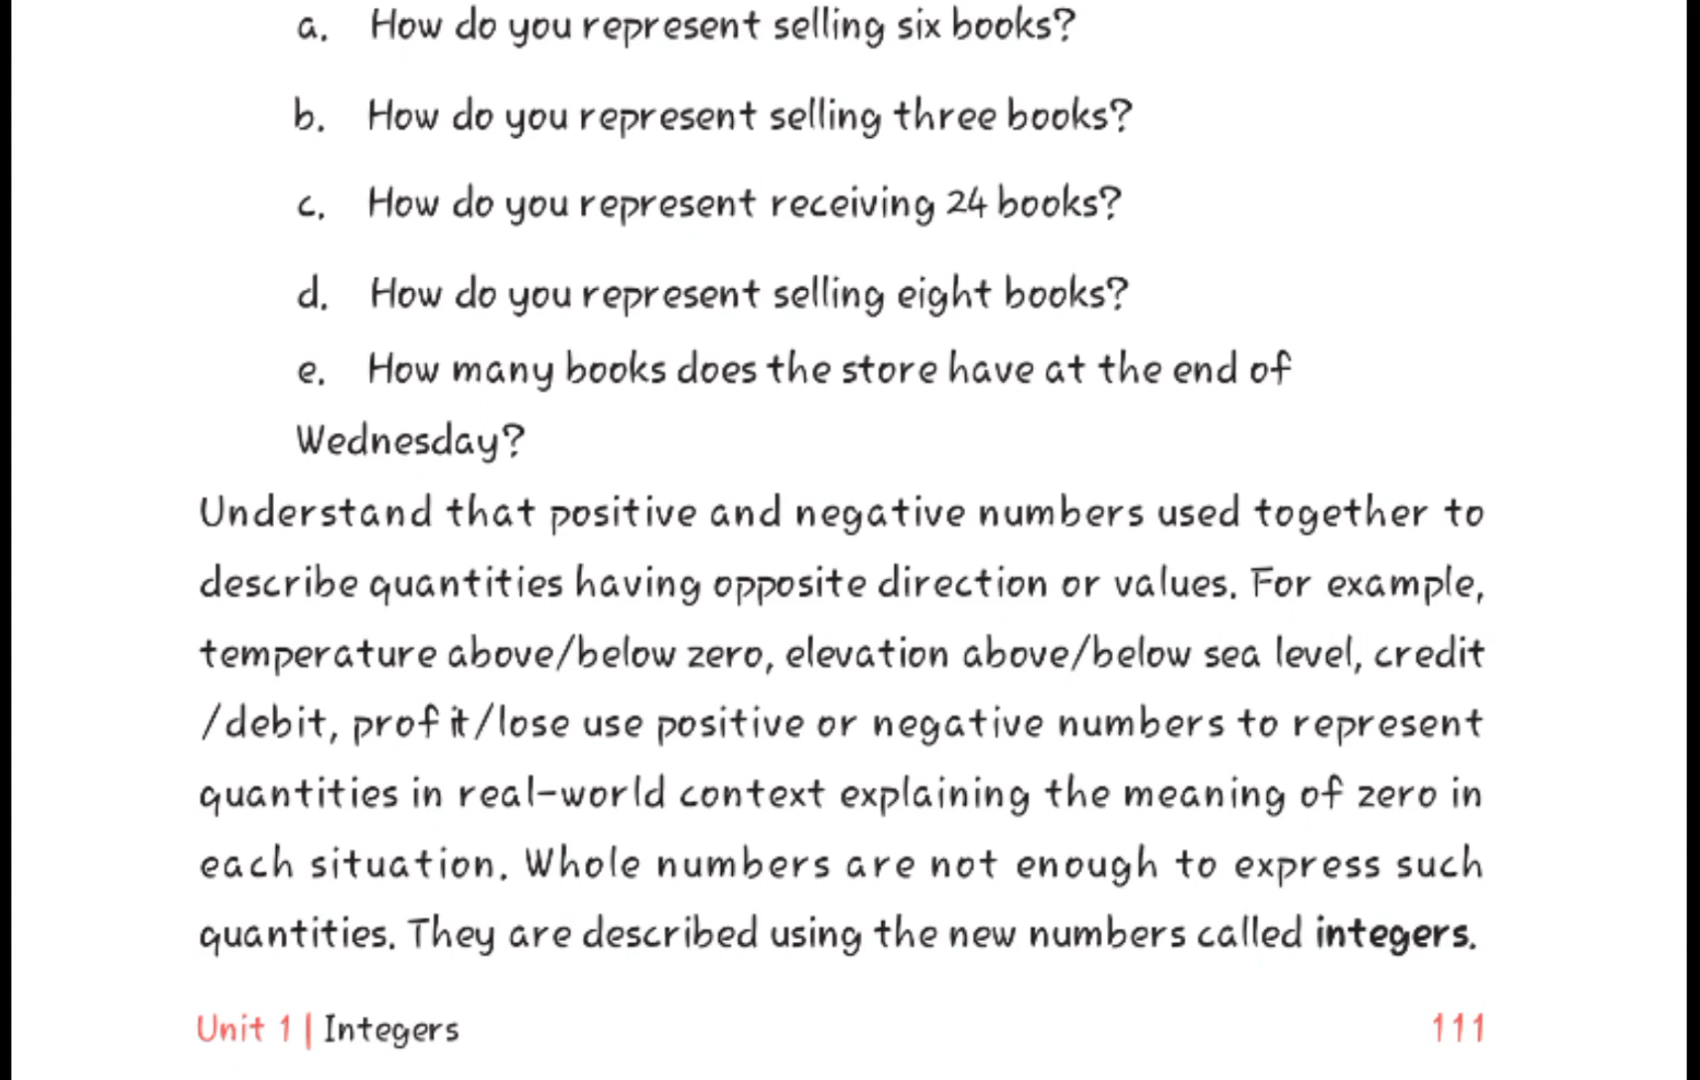 a. How do you represent selling six books?
b. How do you represent selling three books?
c. How do you represent receiving 24 books?
d. How do you represent selling eight books?
e. How many books does the store have at the end of
Wednesday?
Understand that positive and negative numbers used together to
describe quantities having opposite direction or values. For example,
temperature above/below zero, elevation above/below sea level, credit
/debit, profit/lose use positive or negative numbers to represent
quantities in real-world context explaining the meaning of zero in
each situation. Whole numbers are not enough to express such
quantities. They are described using the new numbers called integers.
Unit 1 | Integers 111